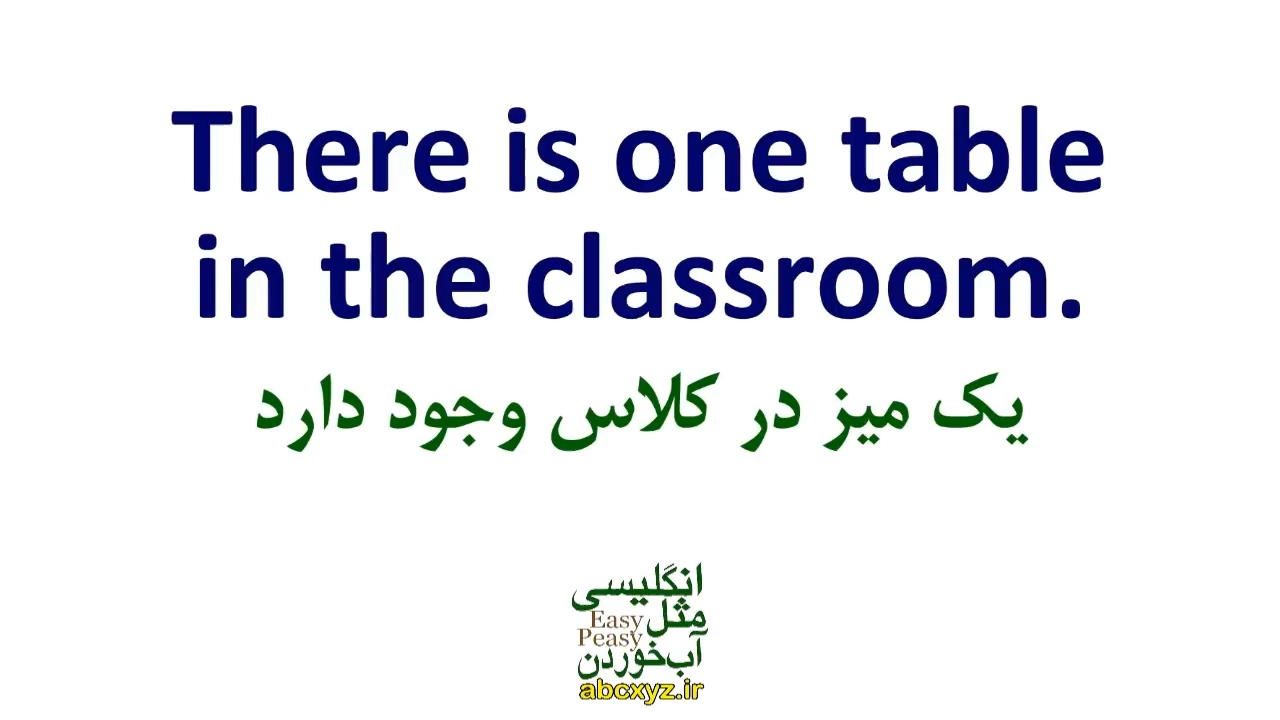 There is one table
in the classroom.
یک میز در کلاس وجود دارد
انگلیسی
مثل
Easy
Peasy
آب‌خوردن
abcxyz.ir